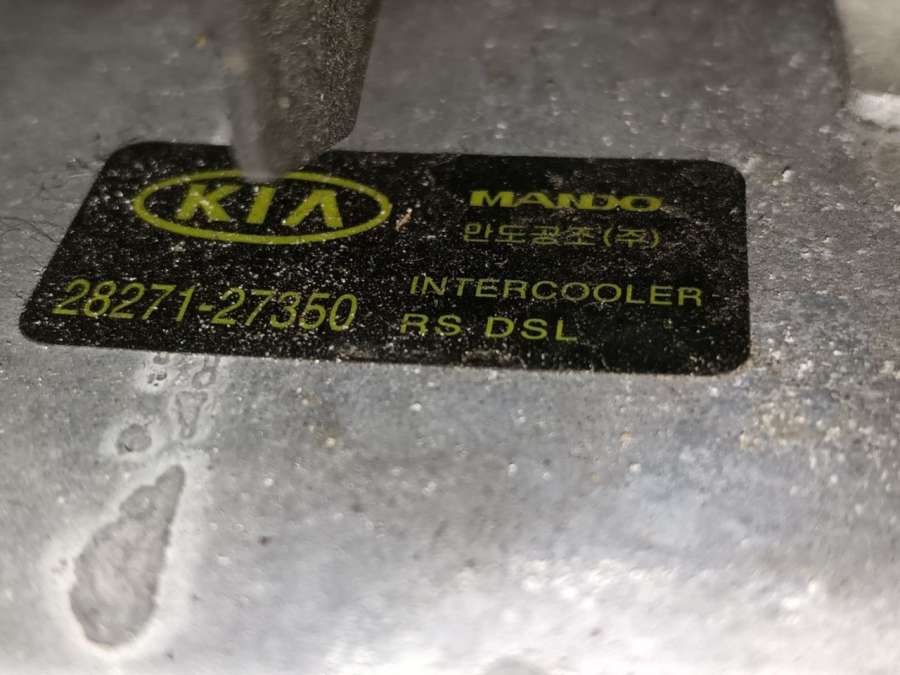 KIA
MANDO
만도공조(주)
28271-27350
INTERCOOLER
RS DSL